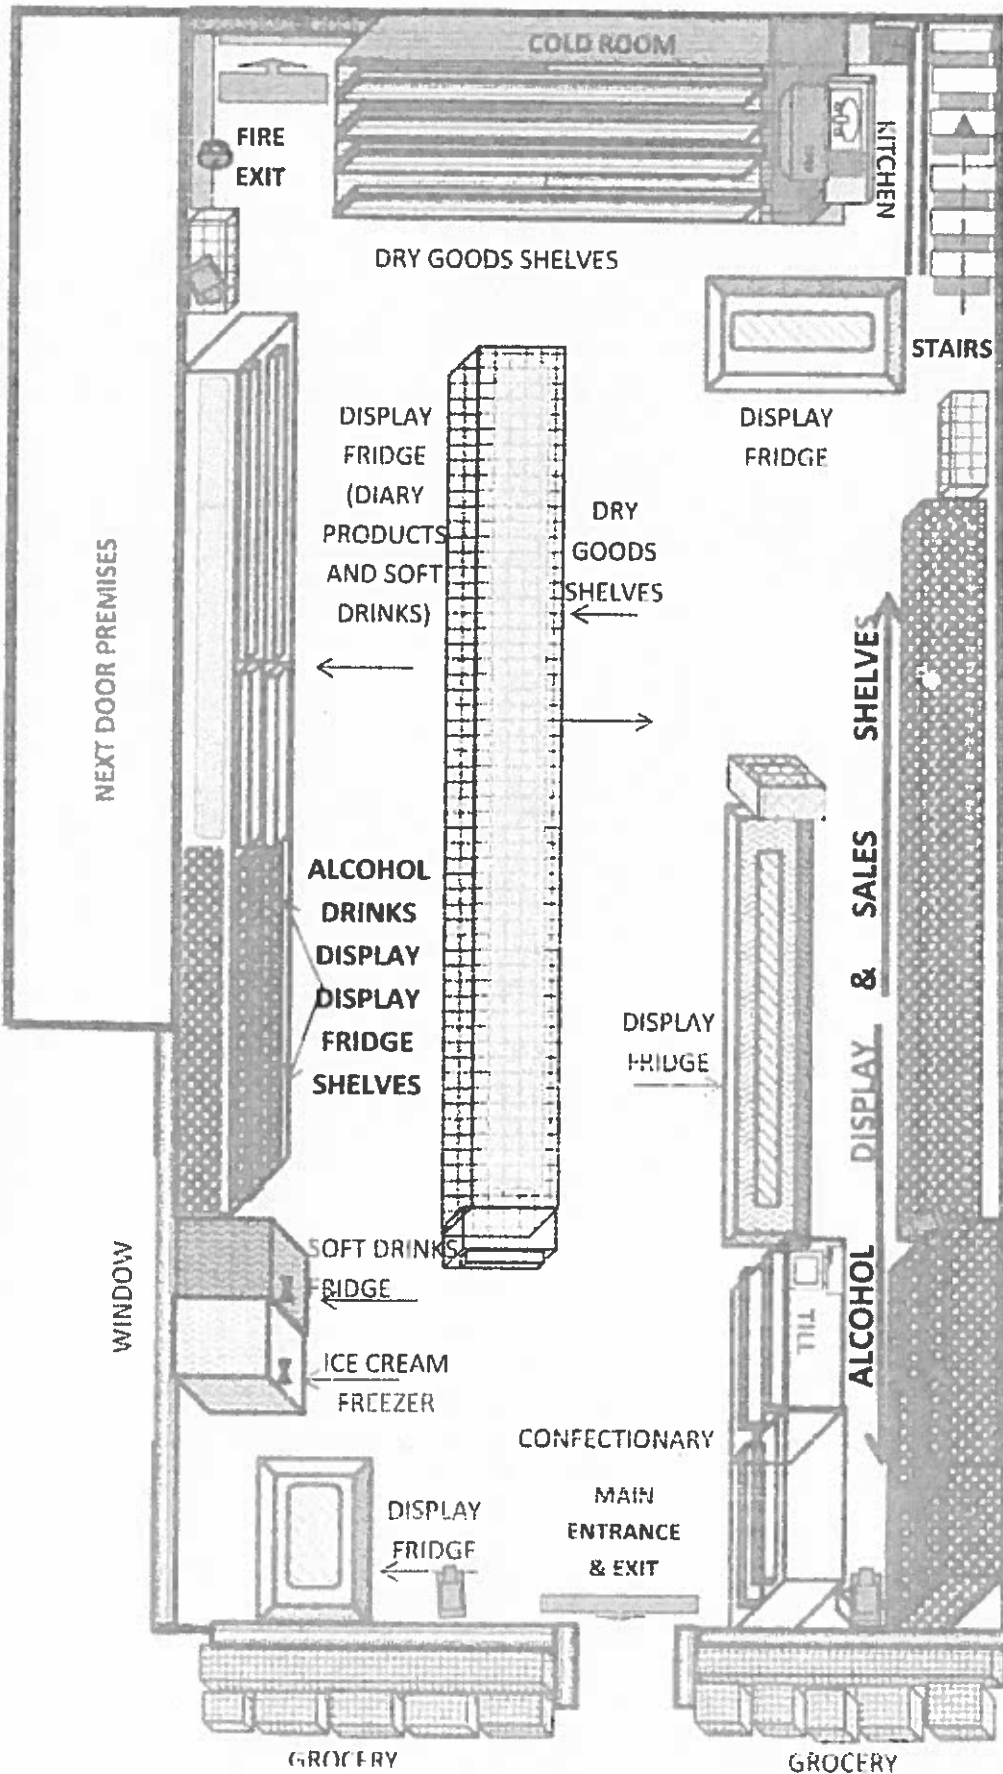 COLD ROOM
FIRE
EXIT
KITCHEN
DRY GOODS SHELVES
STAIRS
DISPLAY
FRIDGE
(DIARY
PRODUCTS
AND SOFT
DRINKS)
DISPLAY
FRIDGE
DRY
GOODS
SHELVES
NEXT DOOR PREMISES
ALCOHOL
DRINKS
DISPLAY
DISPLAY
FRIDGE
SHELVES
DISPLAY
FRIDGE
ALCOHOL DISPLAY & SALES SHELVES
WINDOW
SOFT DRINKS
FRIDGE
TILL
ICE CREAM
FREEZER
CONFECTIONARY
MAIN
ENTRANCE
& EXIT
DISPLAY
FRIDGE
GROCERY
GROCERY